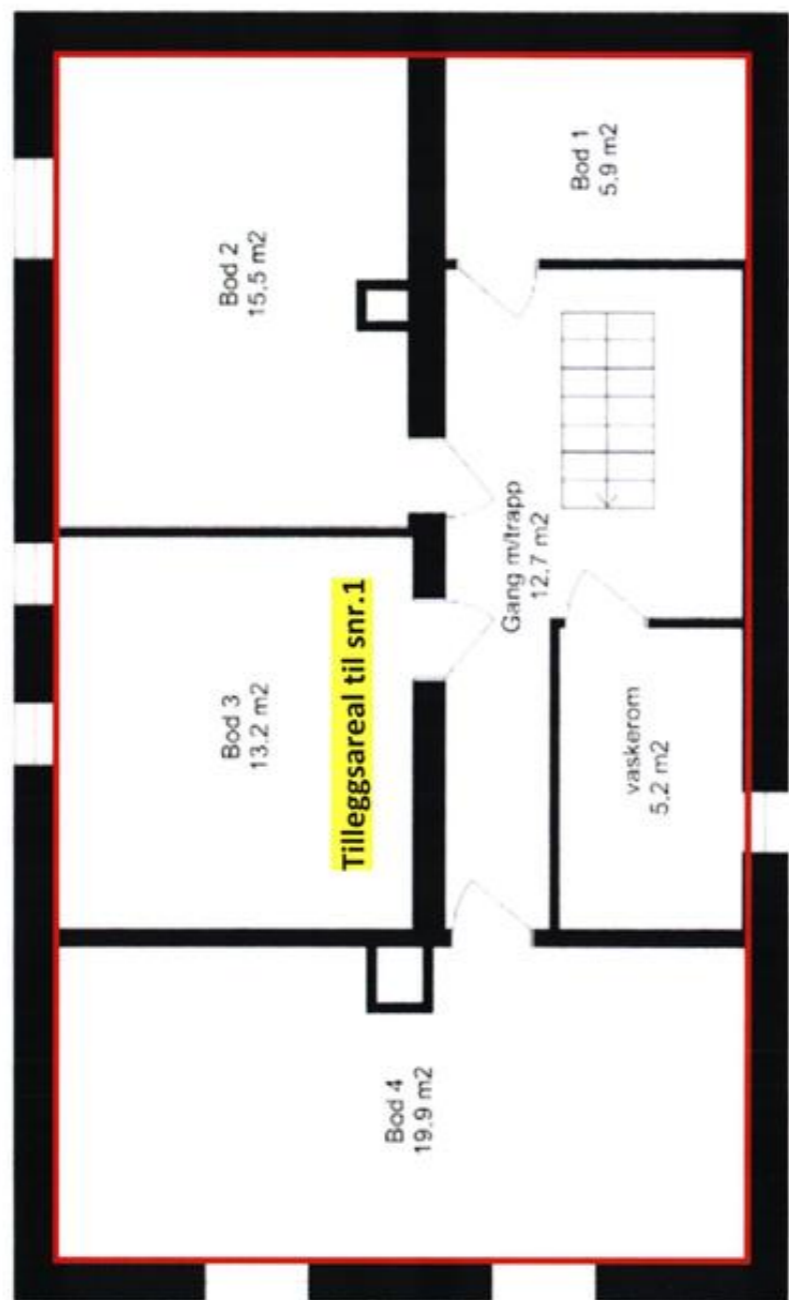 Bod 4
19.9 m2
Bod 3
13.2 m2
Tilleggsareal til snr.1
Bod 2
15,5 m2
Gang m/trapp
12.7 m2
vaskerom
5,2 m2
Bod 1
5,9 m2